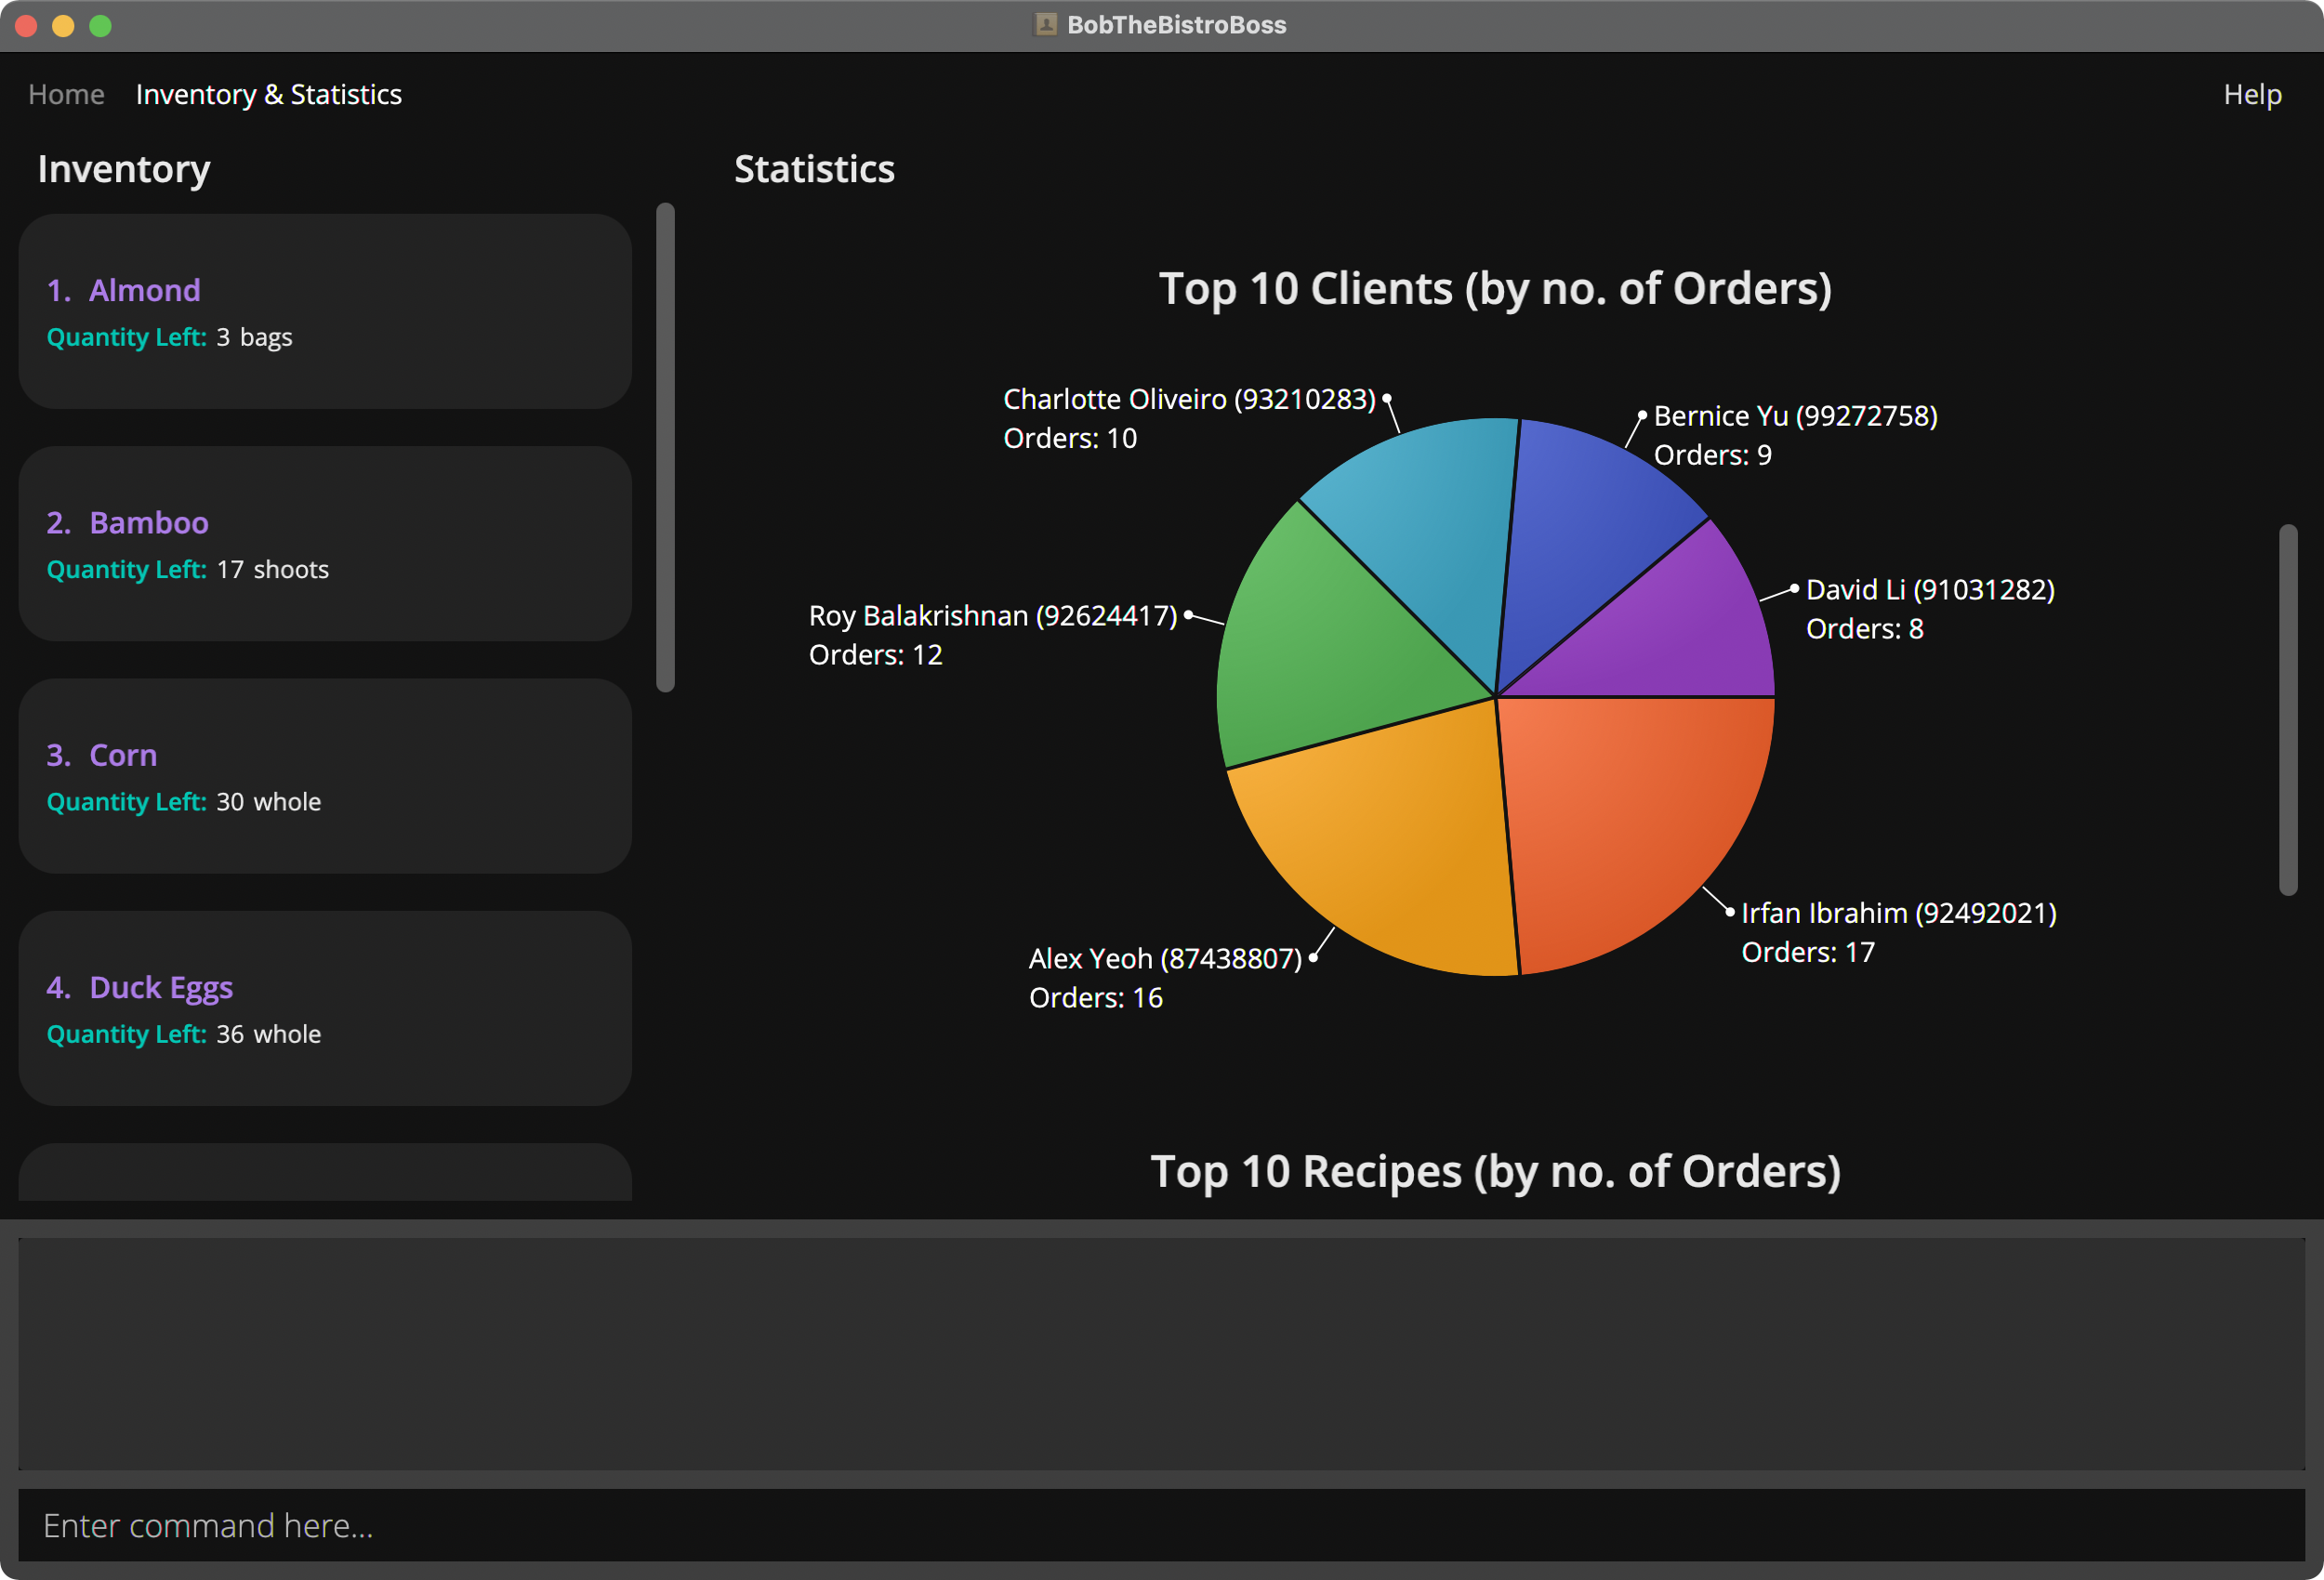 BobTheBistroBoss
Home Inventory & Statistics Help
Inventory
1. Almond
Quantity Left: 3 bags
2. Bamboo
Quantity Left: 17 shoots
3. Corn
Quantity Left: 30 whole
4. Duck Eggs
Quantity Left: 36 whole
Statistics
Top 10 Clients (by no. of Orders)
Charlotte Oliveiro (93210283)
Orders: 10
Bernice Yu (99272758)
Orders: 9
David Li (91031282)
Orders: 8
Roy Balakrishnan (92624417)
Orders: 12
Irfan Ibrahim (92492021)
Orders: 17
Alex Yeoh (87438807)
Orders: 16
Top 10 Recipes (by no. of Orders)
Enter command here...